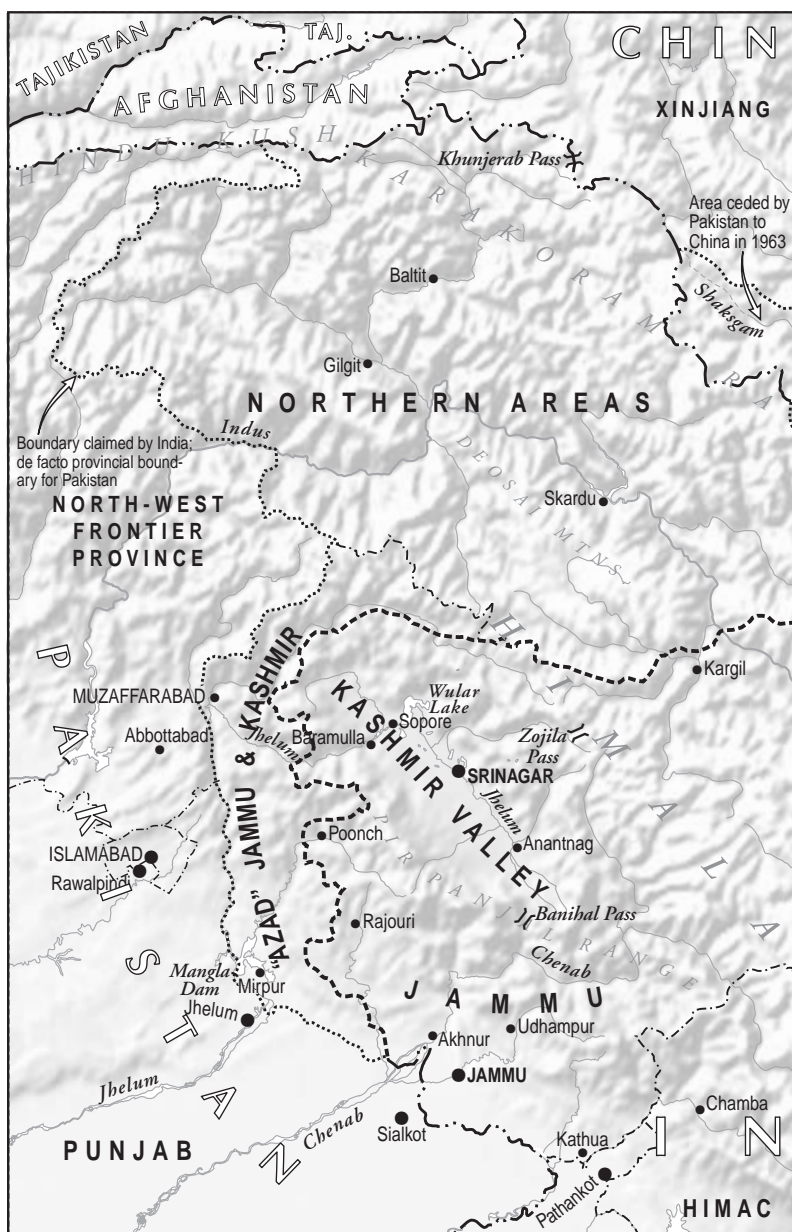 TAJIKISTAN
TAJ.
CHIN
AFGHANISTAN
XINJIANG
HINDU KUSH
Khunjerab Pass
KARAKORAM RA
Area ceded by
Pakistan to
China in 1963
Baltit
Shaksgam
Gilgit
NORTHERN AREAS
Indus
Boundary claimed by India;
de facto provincial bound-
ary for Pakistan
DEOSAI MTNS.
Skardu
NORTH-WEST
FRONTIER
PROVINCE
HIMALA
Kargil
PAKISTAN
MUZAFFARABAD
"AZAD" JAMMU & KASHMIR
KASHMIR VALLEY
Wular
Lake
Sopore
Abbottabad
Jhelum
Baramulla
Zojila
Pass
SRINAGAR
Jhelum
Poonch
Anantnag
ISLAMABAD
Rawalpindi
PIR PANJAL RANGE
Rajouri
Banihal Pass
Chenab
Mangla
Dam
Mirpur
JAMMU
Jhelum
Akhnur
Udhampur
Jhelum
JAMMU
Chenab
Sialkot
Chamba
PUNJAB
Kathua
IN
Pathankot
HIMAC